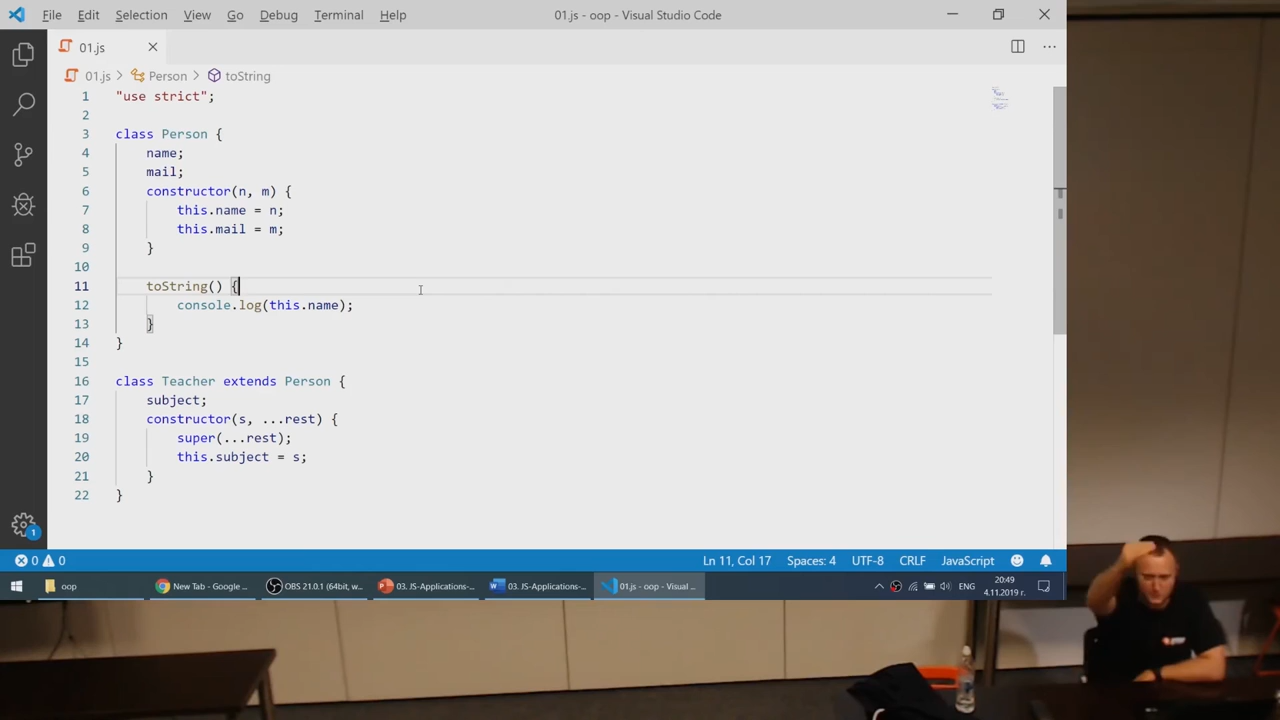 File Edit Selection View Go Debug Terminal Help 01.js - oop - Visual Studio Code
01.js
01.js Person toString
1 "use strict";
2
3 class Person {
4 name;
5 mail;
6 constructor(n, m) {
7 this.name = n;
8 this.mail = m;
9 }
10
11 toString() {
12 console.log(this.name);
13 }
14 }
15
16 class Teacher extends Person {
17 subject;
18 constructor(s, ...rest) {
19 super(...rest);
20 this.subject = s;
21 }
22 }
1
0 0 Ln 11, Col 17 Spaces: 4 UTF-8 CRLF JavaScript
oop New Tab - Google ... OBS 21.0.1 (64bit, w... 03. JS-Applications-... 03. JS-Applications-... 01.js - oop - Visual ... ЕНГ 20:49
4.11.2019 г.